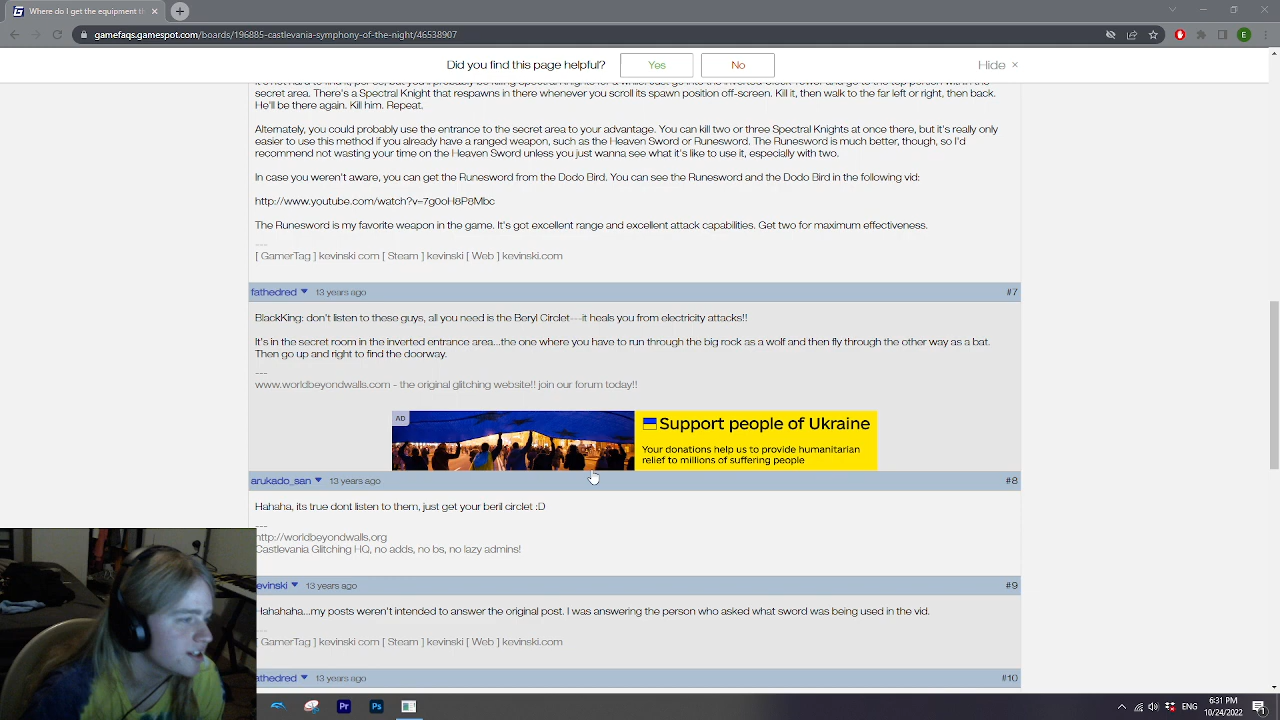 Where do I get the equipment th
gamefaqs.gamespot.com/boards/196885-castlevania-symphony-of-the-night/46538907
E
Did you find this page helpful?
Yes
No
Hide ×
secret area. There's a Spectral Knight that respawns in there whenever you scroll its spawn position off-screen. Kill it, then walk to the far left or right, then back.
He'll be there again. Kill him. Repeat.
Alternately, you could probably use the entrance to the secret area to your advantage. You can kill two or three Spectral Knights at once there, but it's really only
easier to use this method if you already have a ranged weapon, such as the Heaven Sword or Runesword. The Runesword is much better, though, so I'd
recommend not wasting your time on the Heaven Sword unless you just wanna see what it's like to use it, especially with two.
In case you weren't aware, you can get the Runesword from the Dodo Bird. You can see the Runesword and the Dodo Bird in the following vid:
http://www.youtube.com/watch?v=7g0oH8P8Mbc
The Runesword is my favorite weapon in the game. It's got excellent range and excellent attack capabilities. Get two for maximum effectiveness.
---
[ GamerTag ] kevinski com [ Steam ] kevinski [ Web ] kevinski.com
fathedred 13 years ago #7
BlackKing: don't listen to these guys, all you need is the Beryl Circlet---it heals you from electricity attacks!!
It's in the secret room in the inverted entrance area...the one where you have to run through the big rock as a wolf and then fly through the other way as a bat.
Then go up and right to find the doorway.
---
www.worldbeyondwalls.com - the original glitching website!! join our forum today!!
AD
Support people of Ukraine
Your donations help us to provide humanitarian
relief to millions of suffering people
arukado_san 13 years ago #8
Hahaha, its true dont listen to them, just get your beril circlet :D
---
http://worldbeyondwalls.org
Castlevania Glitching HQ, no adds, no bs, no lazy admins!
evinski 13 years ago #9
Hahahaha...my posts weren't intended to answer the original post. I was answering the person who asked what sword was being used in the vid.
---
[ GamerTag ] kevinski com [ Steam ] kevinski [ Web ] kevinski.com
athedred 13 years ago #10
Pr
Ps
6:31 PM
10/24/2022